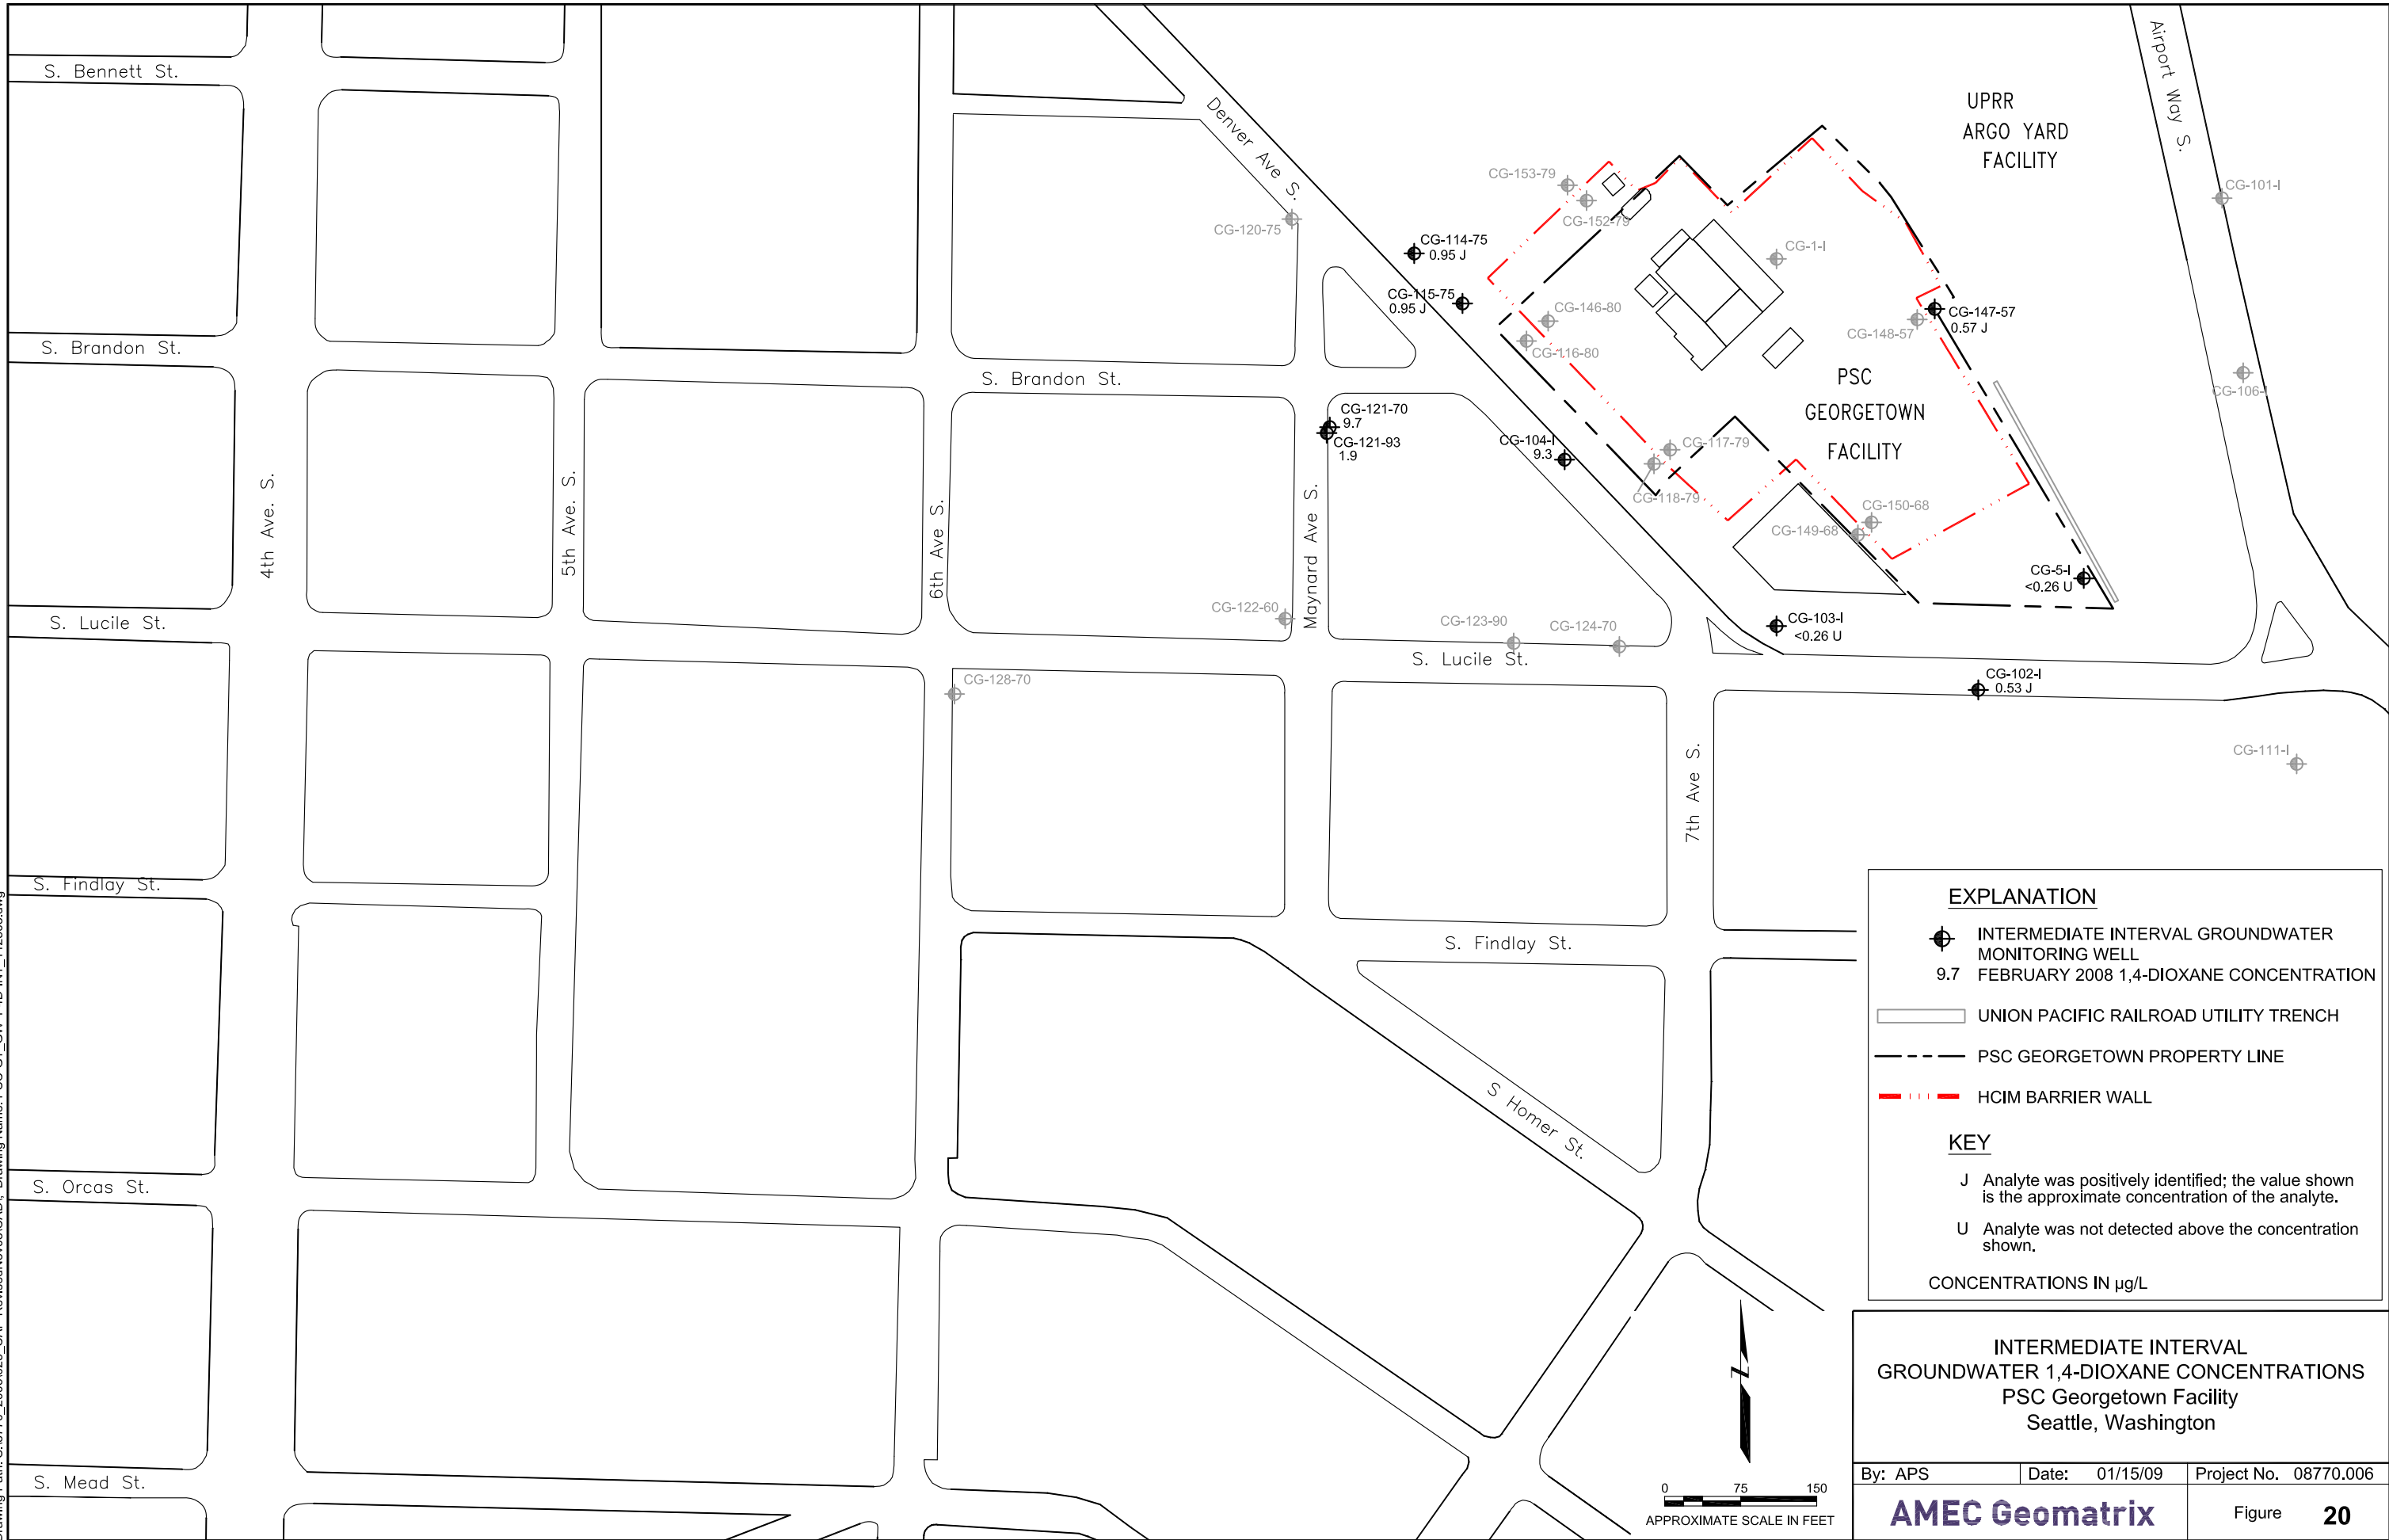 S. Bennett St.
S. Brandon St.
S. Lucile St.
S. Findlay St.
S. Orcas St.
S. Mead St.
4th Ave. S.
5th Ave. S.
6th Ave S.
Maynard Ave S.
7th Ave S.
Denver Ave S.
Airport Way S.
S. Brandon St.
S. Lucile St.
S. Findlay St.
S Homer St.
UPRR
ARGO YARD
FACILITY
PSC
GEORGETOWN
FACILITY
CG-153-79
CG-152-79
CG-120-75
CG-114-75
0.95 J
CG-115-75
0.95 J
CG-1-I
CG-101-I
CG-146-80
CG-116-80
CG-147-57
0.57 J
CG-148-57
CG-106-I
CG-121-70
9.7
CG-121-93
1.9
CG-104-I
9.3
CG-117-79
CG-118-79
CG-150-68
CG-149-68
CG-5-I
<0.26 U
CG-122-60
CG-123-90
CG-124-70
CG-103-I
<0.26 U
CG-128-70
CG-102-I
0.53 J
CG-111-I
EXPLANATION
INTERMEDIATE INTERVAL GROUNDWATER
MONITORING WELL
9.7 FEBRUARY 2008 1,4-DIOXANE CONCENTRATION
UNION PACIFIC RAILROAD UTILITY TRENCH
PSC GEORGETOWN PROPERTY LINE
HCIM BARRIER WALL
KEY
J Analyte was positively identified; the value shown
is the approximate concentration of the analyte.
U Analyte was not detected above the concentration
shown.
CONCENTRATIONS IN µg/L
Z
0 75 150
APPROXIMATE SCALE IN FEET
INTERMEDIATE INTERVAL
GROUNDWATER 1,4-DIOXANE CONCENTRATIONS
PSC Georgetown Facility
Seattle, Washington
By: APS Date: 01/15/09 Project No. 08770.006
AMEC Geomatrix Figure 20